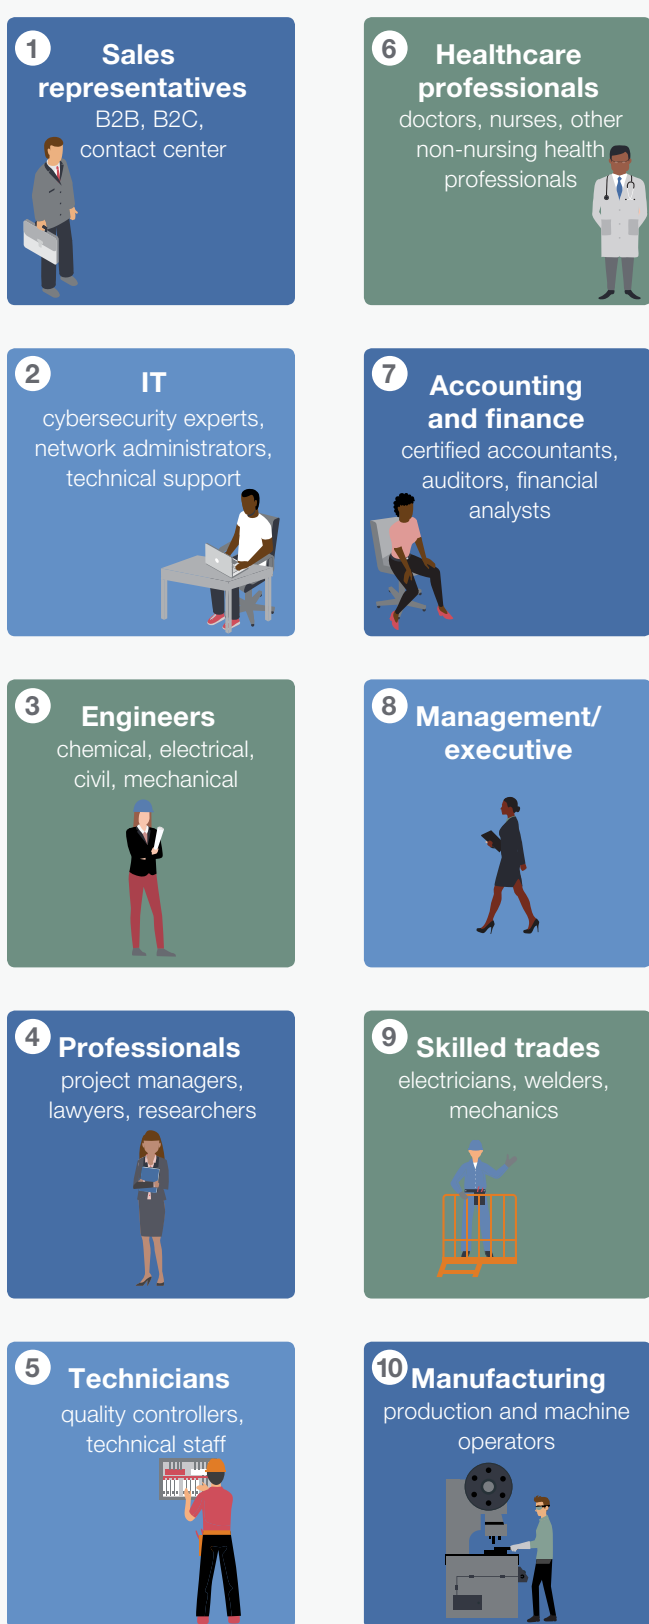 1
Sales
representatives
B2B, B2C,
contact center
2
IT
cybersecurity experts,
network administrators,
technical support
3
Engineers
chemical, electrical,
civil, mechanical
4
Professionals
project managers,
lawyers, researchers
5
Technicians
quality controllers,
technical staff
6
Healthcare
professionals
doctors, nurses, other
non-nursing health
professionals
7
Accounting
and finance
certified accountants,
auditors, financial
analysts
8
Management/
executive
9
Skilled trades
electricians, welders,
mechanics
10
Manufacturing
production and machine
operators